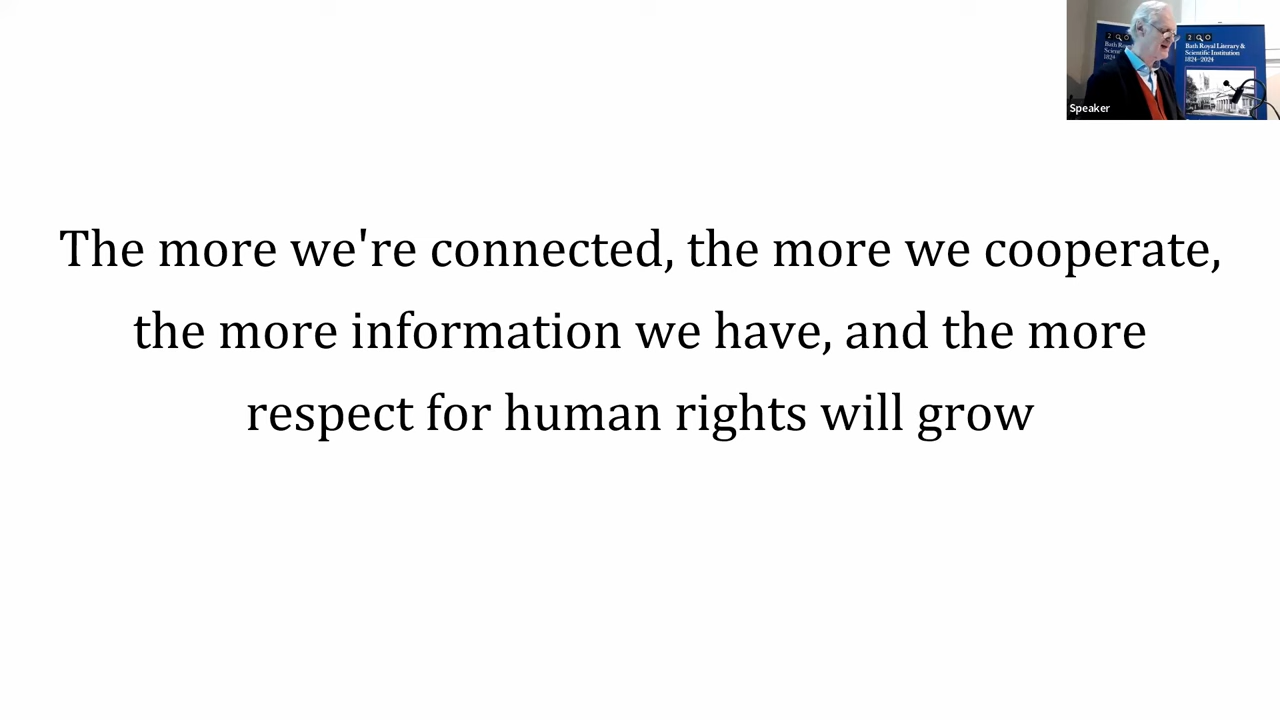 The more we're connected, the more we cooperate,
the more information we have, and the more
respect for human rights will grow
Speaker
Bath Royal Literary &
Scientific Institution
1824–2024